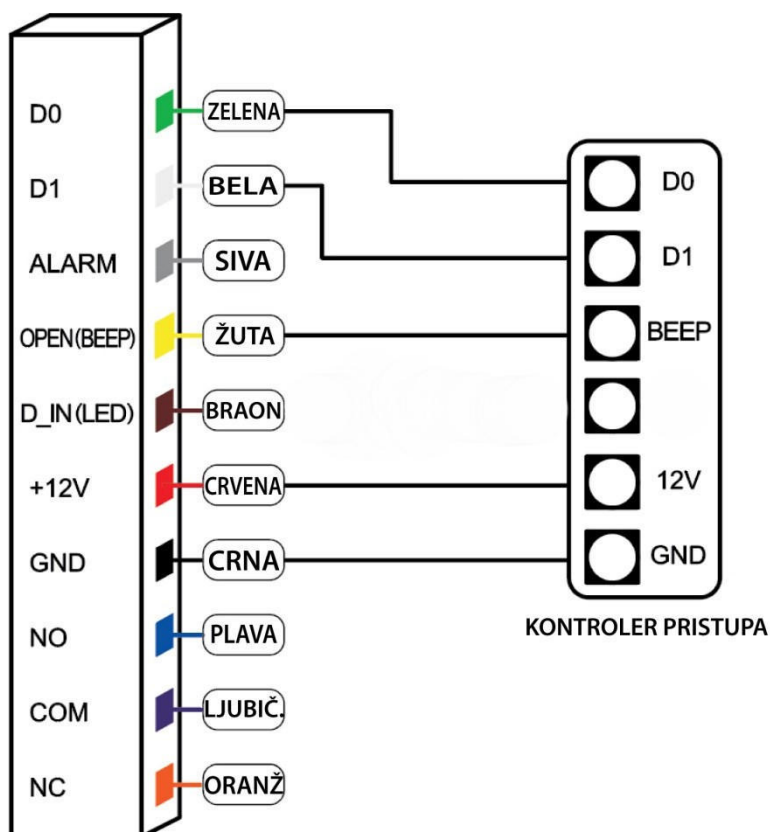 D0
ZELENA
D1
BELA
ALARM
SIVA
OPEN(BEEP)
ŽUTA
D_IN(LED)
BRAON
+12V
CRVENA
GND
CRNA
NO
PLAVA
COM
LJUBIČ.
NC
ORANŽ
D0
D1
BEEP
12V
GND
KONTROLER PRISTUPA